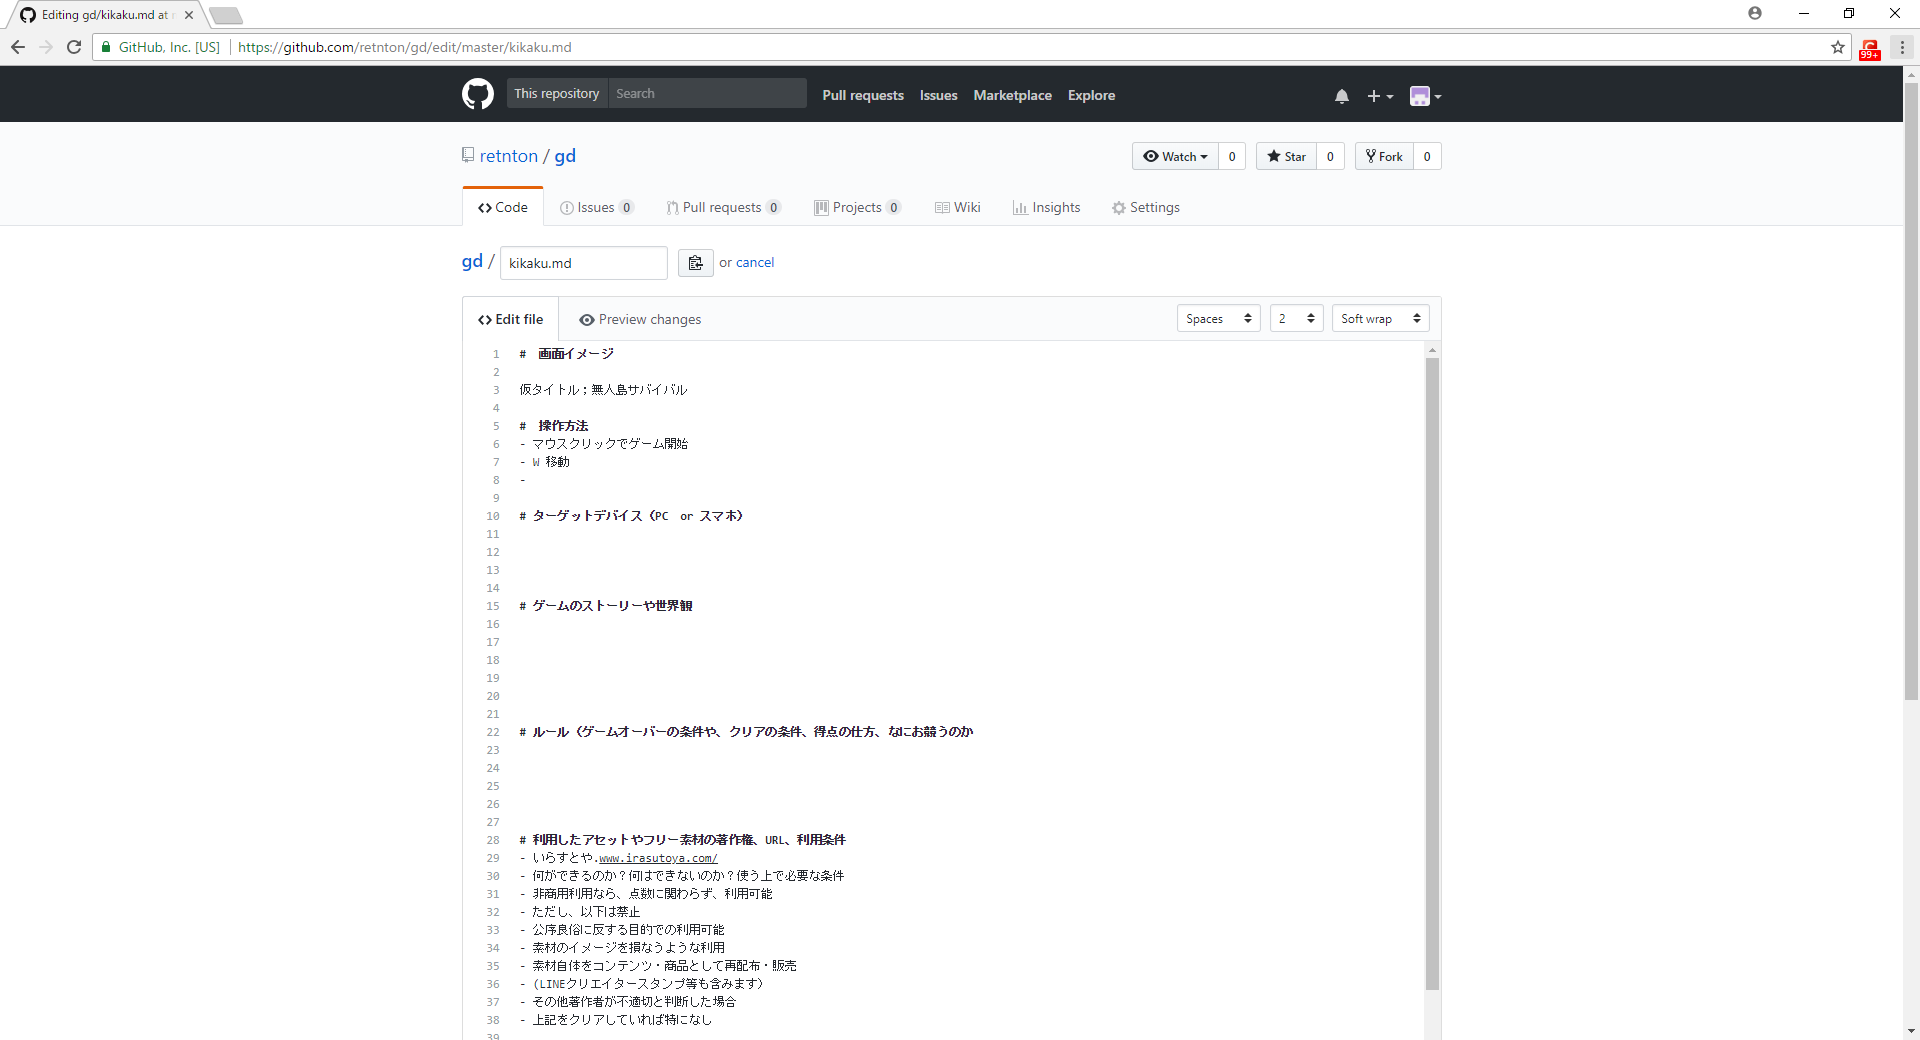 Editing gd/kikaku.md at
GitHub, Inc. [US] https://github.com/retnton/gd/edit/master/kikaku.md
99+
This repository Search Pull requests Issues Marketplace Explore
retnton / gd
Watch 0 Star 0 Fork 0
Code Issues 0 Pull requests 0 Projects 0 Wiki Insights Settings
gd / kikaku.md or cancel
Edit file Preview changes Spaces 2 Soft wrap
1 # 画面イメージ
2
3 仮タイトル；無人島サバイバル
4
5 # 操作方法
6 - マウスクリックでゲーム開始
7 - W 移動
8 -
9
10 # ターゲットデバイス（PC or スマホ）
11
12
13
14
15 # ゲームのストーリーや世界観
16
17
18
19
20
21
22 # ルール（ゲームオーバーの条件や、クリアの条件、得点の仕方、なにお競うのか
23
24
25
26
27
28 # 利用したアセットやフリー素材の著作権、URL、利用条件
29 - いらすとや.www.irasutoya.com/
30 - 何ができるのか？何はできないのか？使う上で必要な条件
31 - 非商用利用なら、点数に関わらず、利用可能
32 - ただし、以下は禁止
33 - 公序良俗に反する目的での利用可能
34 - 素材のイメージを損なうような利用
35 - 素材自体をコンテンツ・商品として再配布・販売
36 - (LINEクリエイタースタンプ等も含みます）
37 - その他著作者が不適切と判断した場合
38 - 上記をクリアしていれば特になし
39